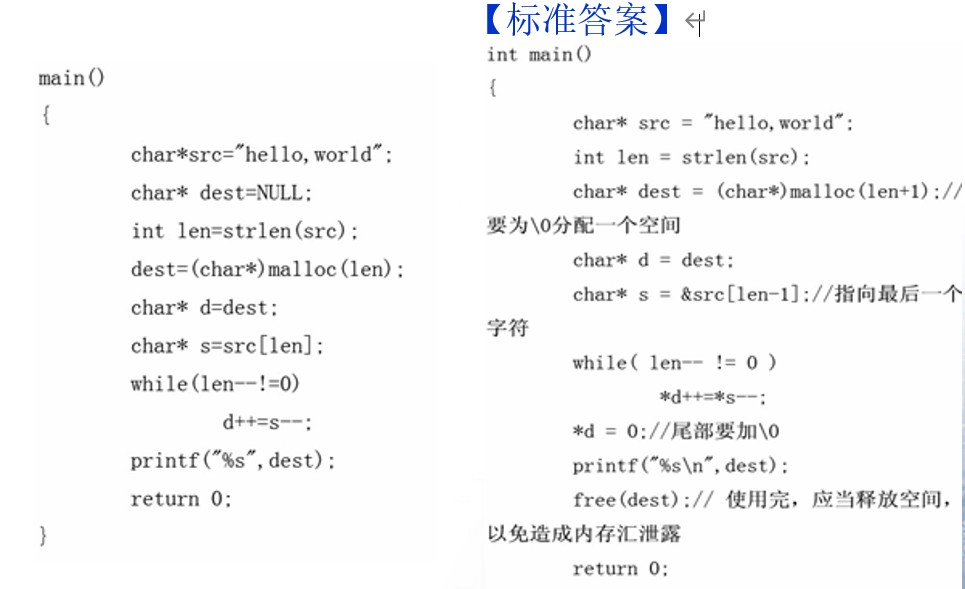 main()
{
char*src="hello,world";
char* dest=NULL;
int len=strlen(src);
dest=(char*)malloc(len);
char* d=dest;
char* s=src[len];
while(len--!=0)
d++=s--;
printf("%s",dest);
return 0;
}
【标准答案】
int main()
{
char* src = "hello,world";
int len = strlen(src);
char* dest = (char*)malloc(len+1);//
要为\0分配一个空间
char* d = dest;
char* s = &src[len-1];//指向最后一个
字符
while( len-- != 0 )
*d++=*s--;
*d = 0;//尾部要加\0
printf("%s\n",dest);
free(dest);// 使用完，应当释放空间，
以免造成内存汇泄露
return 0;